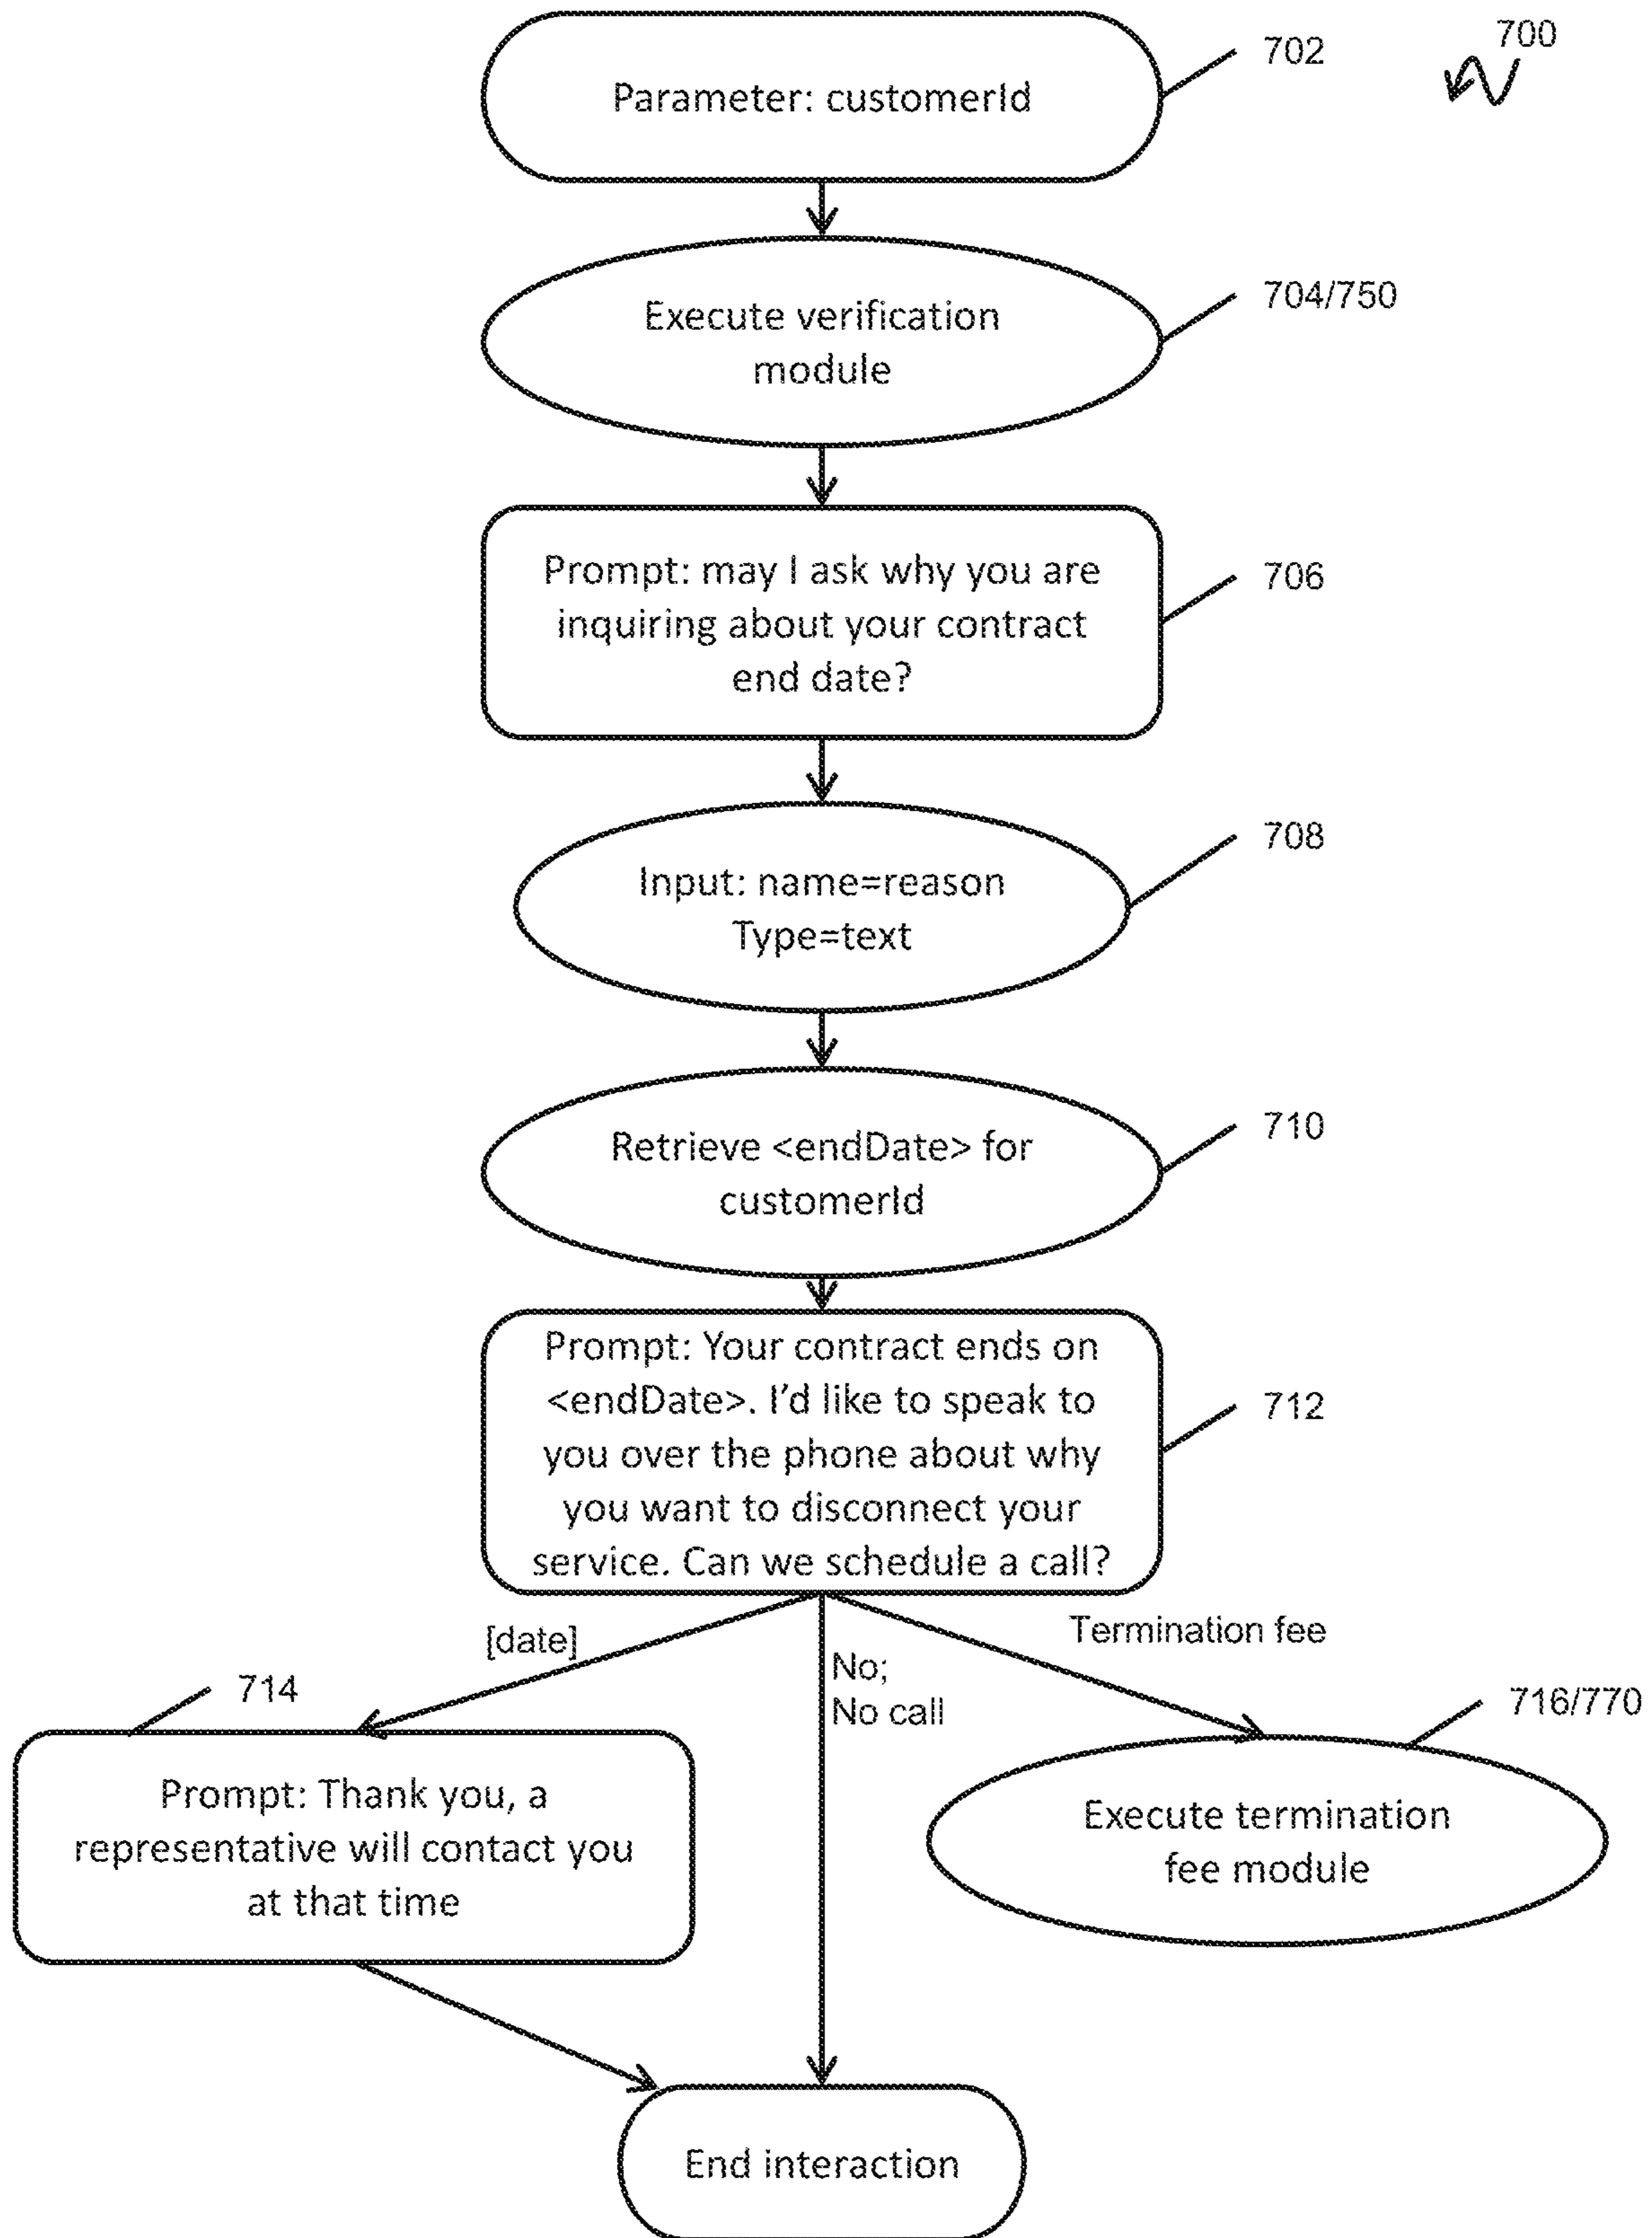 702
700
Parameter: customerId
Execute verification
module
704/750
Prompt: may I ask why you are
inquiring about your contract
end date?
706
Input: name=reason
Type=text
708
Retrieve <endDate> for
customerId
710
Prompt: Your contract ends on
<endDate>. I'd like to speak to
you over the phone about why
you want to disconnect your
service. Can we schedule a call?
712
[date]
No;
No call
Termination fee
714
716/770
Prompt: Thank you, a
representative will contact you
at that time
Execute termination
fee module
End interaction